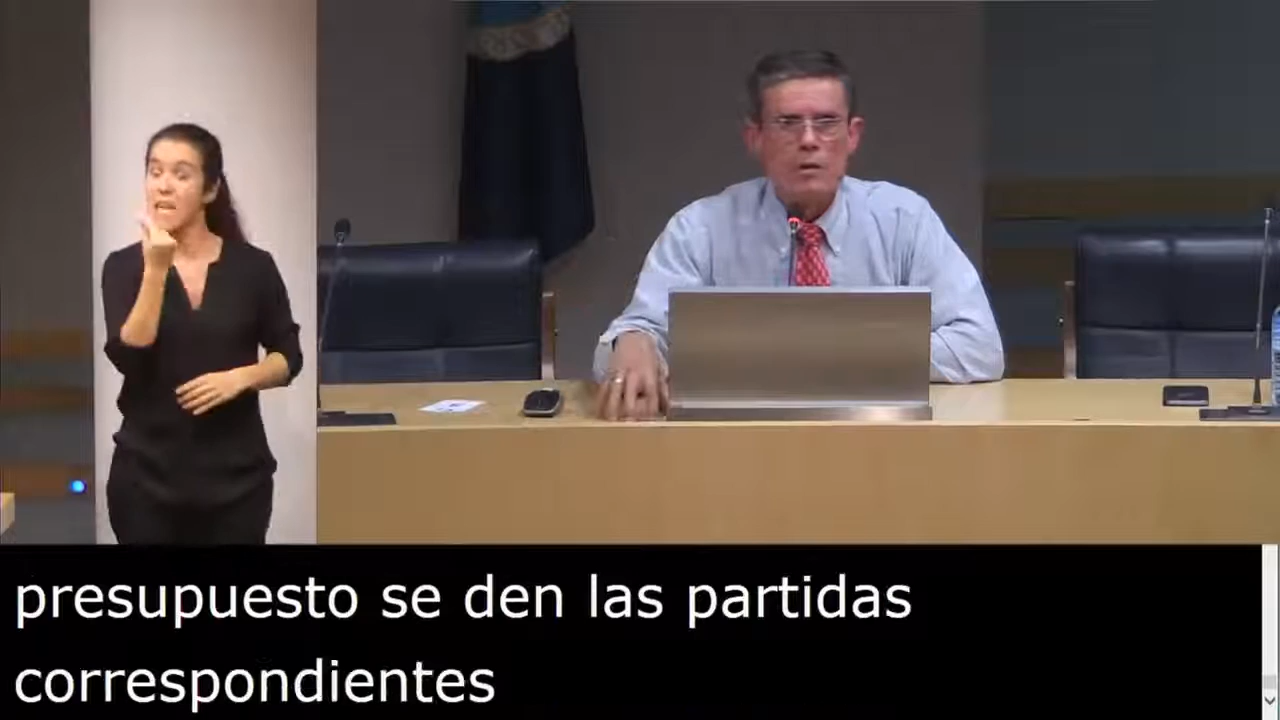 presupuesto se den las partidas
correspondientes